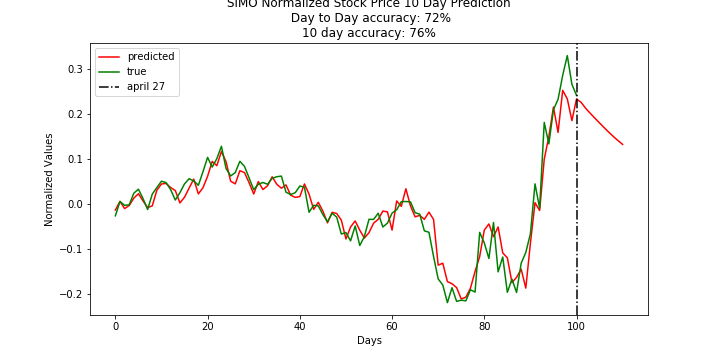 SIMO Normalized Stock Price 10 Day Prediction
Day to Day accuracy: 72%
10 day accuracy: 76%
predicted
true
april 27
Normalized Values
0.3
0.2
0.1
0.0
−0.1
−0.2
0
20
40
60
80
100
Days